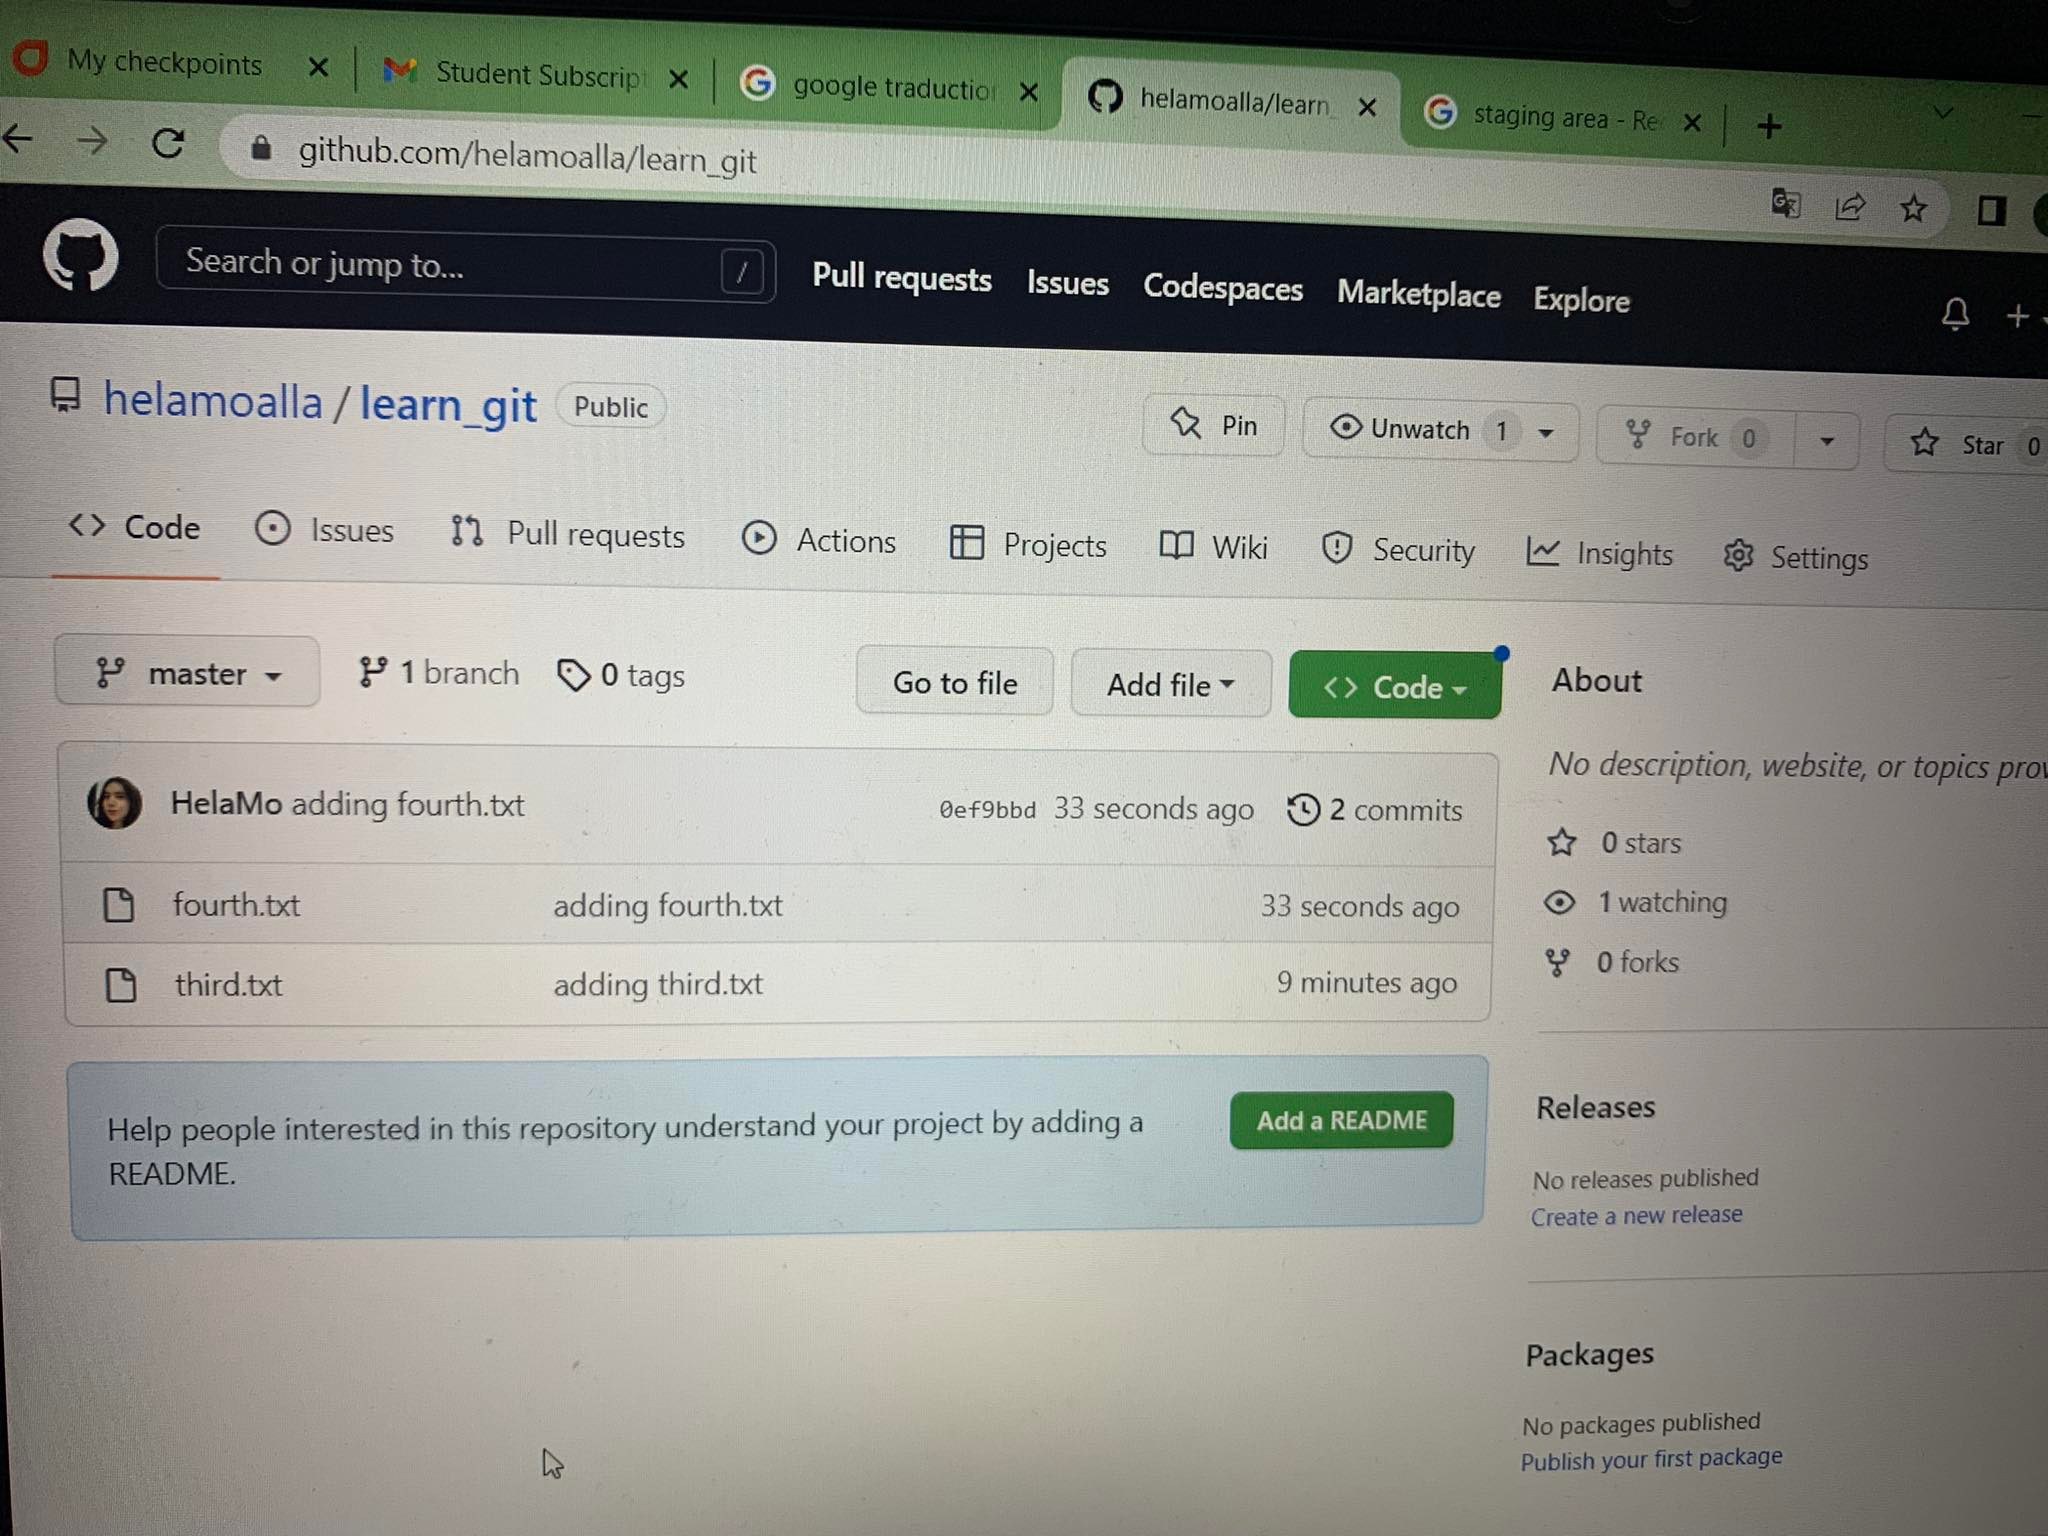 My checkpoints
Student Subscrip
google traduction
helamoalla/learn_
staging area - Re
github.com/helamoalla/learn_git
Search or jump to...
/
Pull requests Issues Codespaces Marketplace Explore
helamoalla / learn_git Public
Pin
Unwatch 1
Fork 0
Star 0
Code Issues Pull requests Actions Projects Wiki Security Insights Settings
master 1 branch 0 tags
Go to file Add file Code
HelaMo adding fourth.txt 0ef9bbd 33 seconds ago 2 commits
fourth.txt adding fourth.txt 33 seconds ago
third.txt adding third.txt 9 minutes ago
Help people interested in this repository understand your project by adding a
README.
Add a README
About
No description, website, or topics prov
0 stars
1 watching
0 forks
Releases
No releases published
Create a new release
Packages
No packages published
Publish your first package